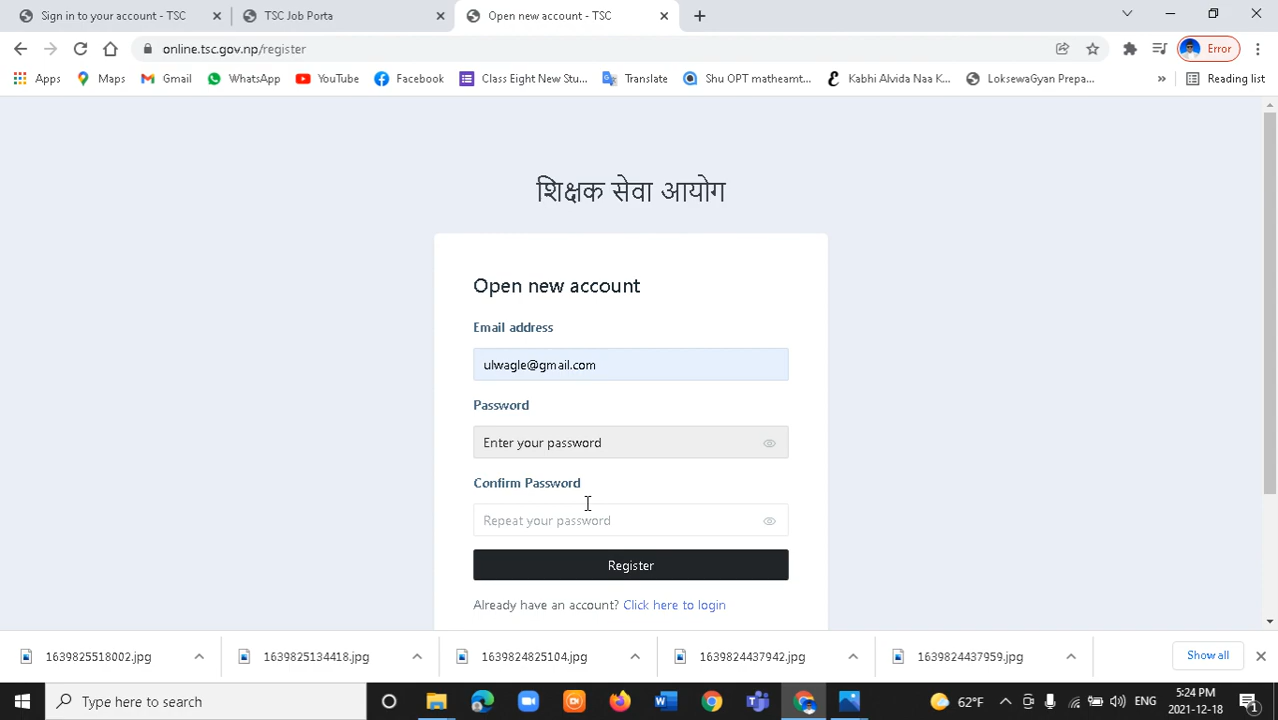 Sign in to your account - TSC
TSC Job Porta
Open new account - TSC
online.tsc.gov.np/register
Error
Apps
Maps
Gmail
WhatsApp
YouTube
Facebook
Class Eight New Stu...
Translate
Shu OPT matheamt...
Kabhi Alvida Naa K...
LoksewaGyan Prepa...
»
Reading list
शिक्षक सेवा आयोग
Open new account
Email address
ulwagle@gmail.com
Password
Enter your password
Confirm Password
Repeat your password
Register
Already have an account? Click here to login
1639825518002.jpg
1639825134418.jpg
1639824825104.jpg
1639824437942.jpg
1639824437959.jpg
Show all
Type here to search
62°F
ENG
5:24 PM
2021-12-18
1